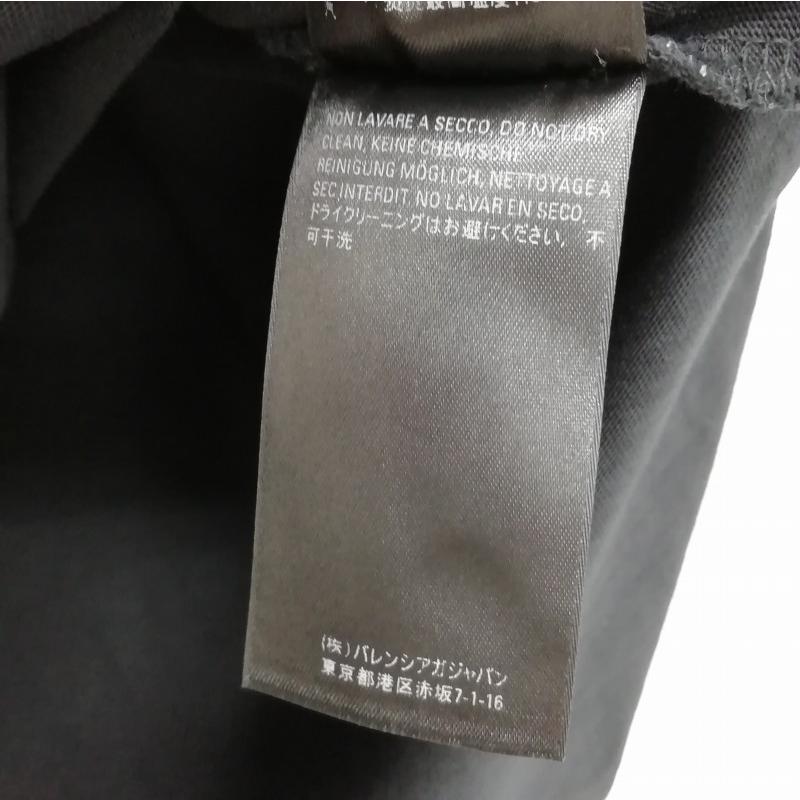 NON LAVARE A SECCO, DO NOT DRY
CLEAN, KEINE CHEMISCHE
REINIGUNG MÖGLICH, NETTOYAGE A
SEC INTERDIT, NO LAVAR EN SECO,
ドライクリーニングはお避けください, 不
可干洗
(株)バレンシアガジャパン
東京都港区赤坂7-1-16